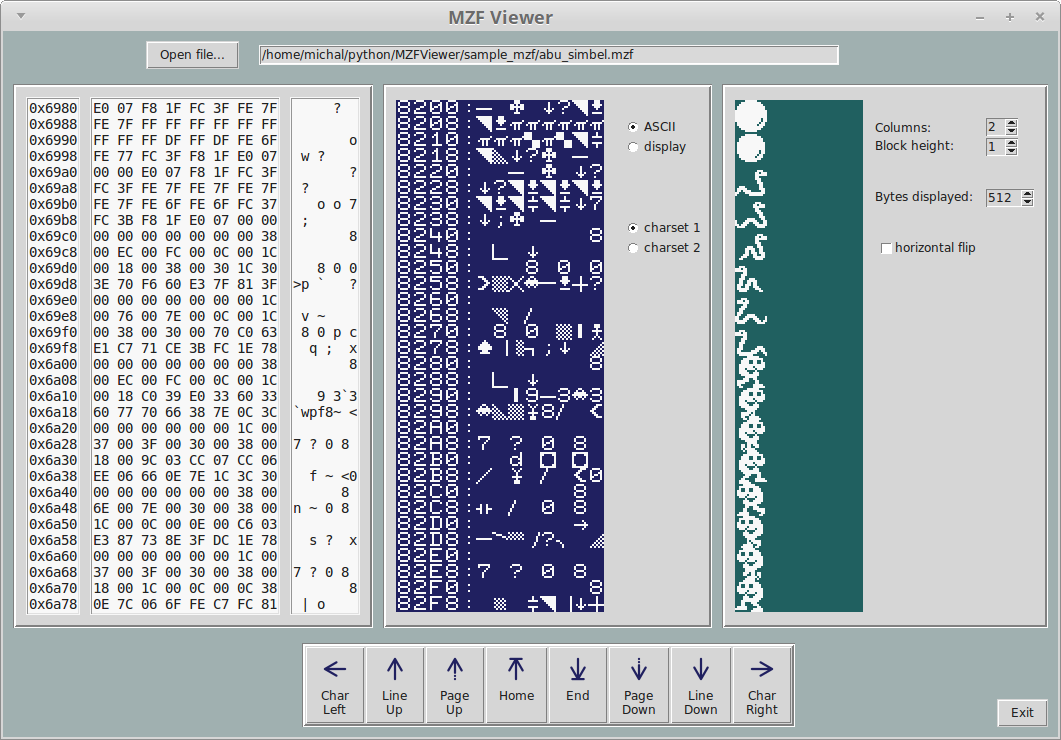 MZF Viewer
Open file... /home/michal/python/MZFViewer/sample_mzf/abu_simbel.mzf
0x6980 E0 07 F8 1F FC 3F FE 7F ?
0x6988 FE 7F FF FF FF FF FF FF
0x6990 FF FF FF DF FF DF FE 6F o
0x6998 FE 77 FC 3F F8 1F E0 07 w ?
0x69a0 00 00 E0 07 F8 1F FC 3F ?
0x69a8 FC 3F FE 7F FE 7F FE 7F ?
0x69b0 FE 7F FE 6F FE 6F FC 37 o o 7
0x69b8 FC 3B F8 1F E0 07 00 00 ;
0x69c0 00 00 00 00 00 00 00 38 8
0x69c8 00 EC 00 FC 00 0C 00 1C
0x69d0 00 18 00 38 00 30 1C 30 8 0 0
0x69d8 3E 70 F6 60 E3 7F 81 3F >p ` ?
0x69e0 00 00 00 00 00 00 00 1C
0x69e8 00 76 00 7E 00 0C 00 1C v ~
0x69f0 00 38 00 30 00 70 C0 63 8 0 p c
0x69f8 E1 C7 71 CE 3B FC 1E 78 q ; x
0x6a00 00 00 00 00 00 00 00 38 8
0x6a08 00 EC 00 FC 00 0C 00 1C
0x6a10 00 18 C0 39 E0 33 60 33 9 3`3
0x6a18 60 77 70 66 38 7E 0C 3C `wpf8~ <
0x6a20 00 00 00 00 00 00 1C 00
0x6a28 37 00 3F 00 30 00 38 00 7 ? 0 8
0x6a30 18 00 9C 03 CC 07 CC 06
0x6a38 EE 06 66 0E 7E 1C 3C 30 f ~ <0
0x6a40 00 00 00 00 00 00 38 00 8
0x6a48 6E 00 7E 00 30 00 38 00 n ~ 0 8
0x6a50 1C 00 0C 00 0E 00 C6 03
0x6a58 E3 87 73 8E 3F DC 1E 78 s ? x
0x6a60 00 00 00 00 00 00 1C 00
0x6a68 37 00 3F 00 30 00 38 00 7 ? 0 8
0x6a70 18 00 1C 00 0C 00 0C 38 8
0x6a78 0E 7C 06 6F FE C7 FC 81 | o
8200:
8208
8210
8218
8220
8228
8230
8238
8240 8
8248
8250 8 0 0
8258
8260
8268
8270 8 0
8278
8280 8
8288
8290
8298
82A0
82A8 7 ? 0 8
82B0
82B8
82C0 8
82C8 / 0 8
82D0
82D8
82E0
82E8 7 ? 0 8
82F0 8
82F8
ASCII
display
charset 1
charset 2
Columns: 2
Block height: 1
Bytes displayed: 512
horizontal flip
Char Left
Line Up
Page Up
Home
End
Page Down
Line Down
Char Right
Exit